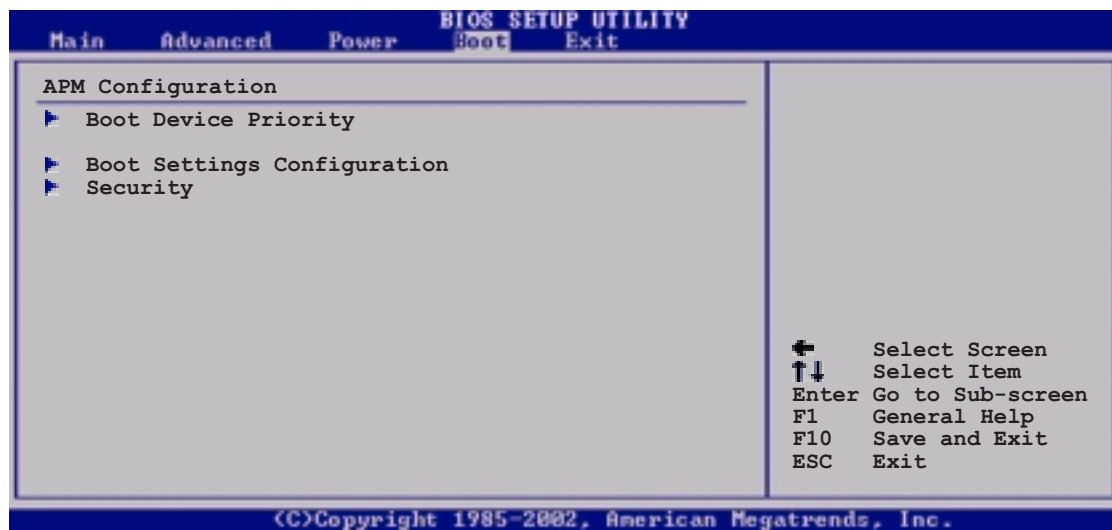 BIOS SETUP UTILITY
Main Advanced Power Boot Exit
APM Configuration
Boot Device Priority
Boot Settings Configuration
Security
Select Screen
↑↓ Select Item
Enter Go to Sub-screen
F1 General Help
F10 Save and Exit
ESC Exit
(C)Copyright 1985-2002, American Megatrends, Inc.